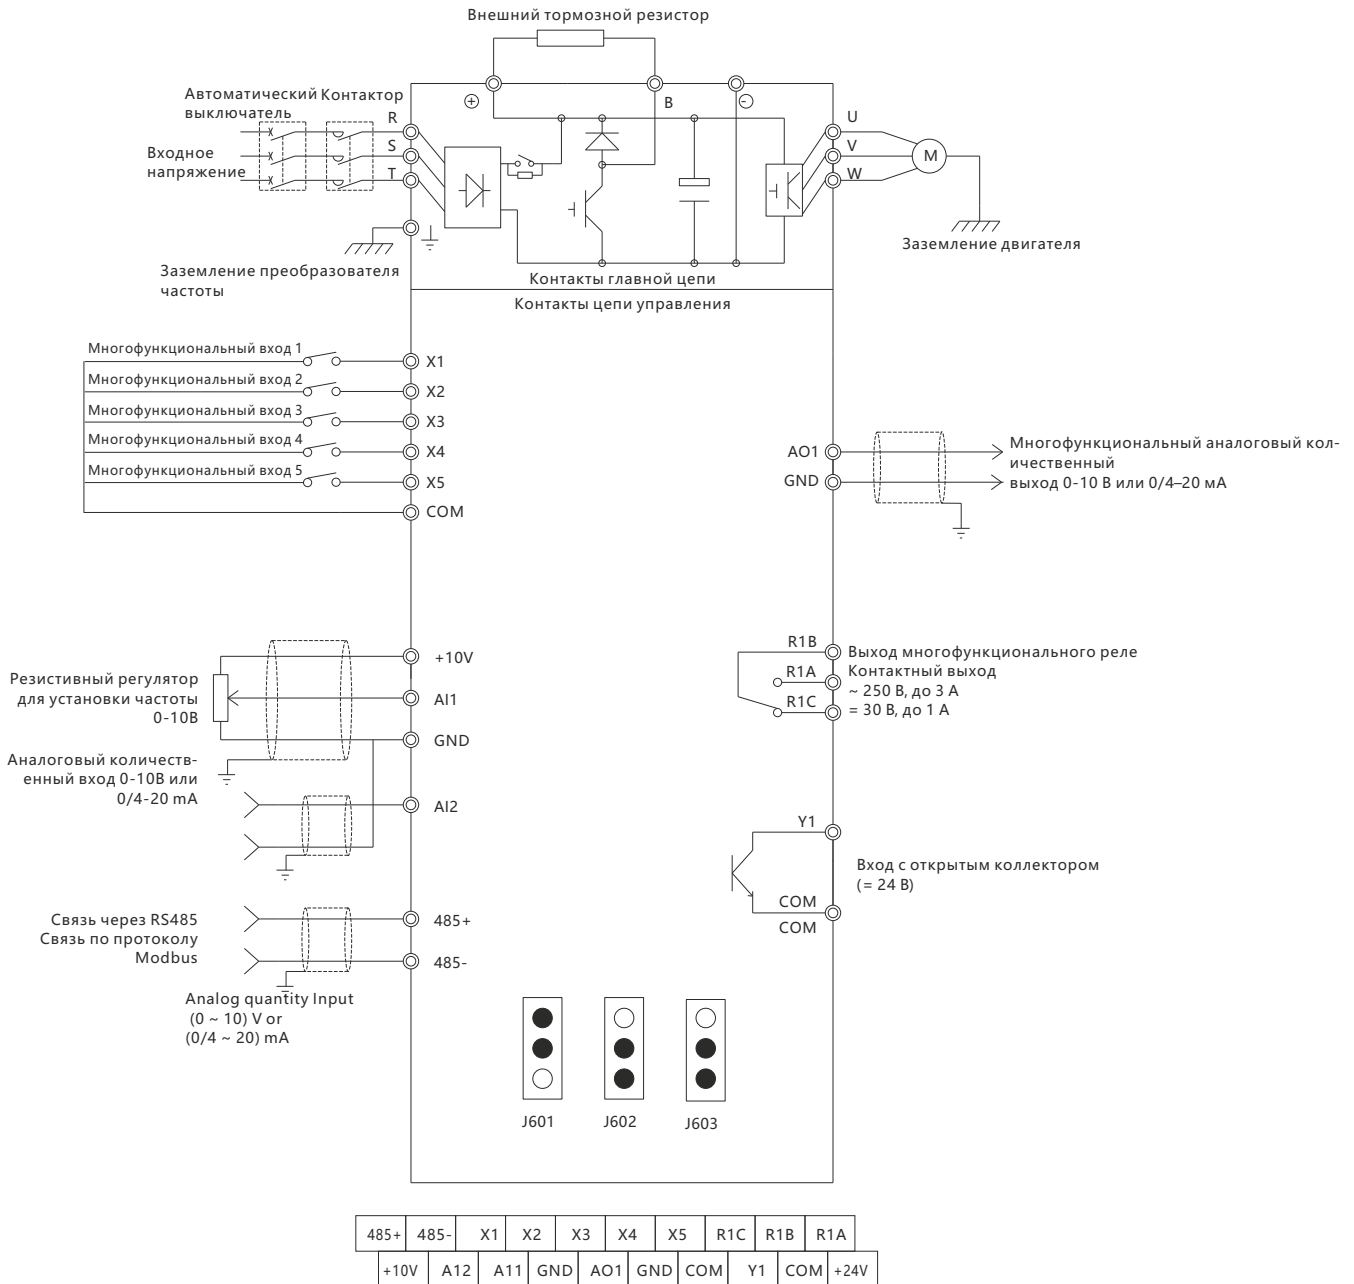 Внешний тормозной резистор
Автоматический
выключатель
Контактор
+
B
-
R
S
T
U
V
W
M
Входное
напряжение
Заземление двигателя
Заземление преобразователя
частоты
Контакты главной цепи
Контакты цепи управления
Многофункциональный вход 1
X1
Многофункциональный вход 2
X2
Многофункциональный вход 3
X3
Многофункциональный вход 4
X4
Многофункциональный вход 5
X5
COM
AO1
GND
Многофункциональный аналоговый кол-
ичественный
выход 0-10 В или 0/4–20 мА
+10V
Резистивный регулятор
для установки частоты
0-10В
AI1
GND
Аналоговый количеств-
енный вход 0-10В или
0/4-20 mA
AI2
R1B
R1A
R1C
Выход многофункционального реле
Контактный выход
~ 250 В, до 3 А
= 30 В, до 1 А
Y1
Вход с открытым коллектором
(= 24 В)
COM
COM
Связь через RS485
Связь по протоколу
Modbus
485+
485-
Analog quantity Input
(0 ~ 10) V or
(0/4 ~ 20) mA
J601
J602
J603
485+ 485- X1 X2 X3 X4 X5 R1C R1B R1A
+10V A12 A11 GND AO1 GND COM Y1 COM +24V